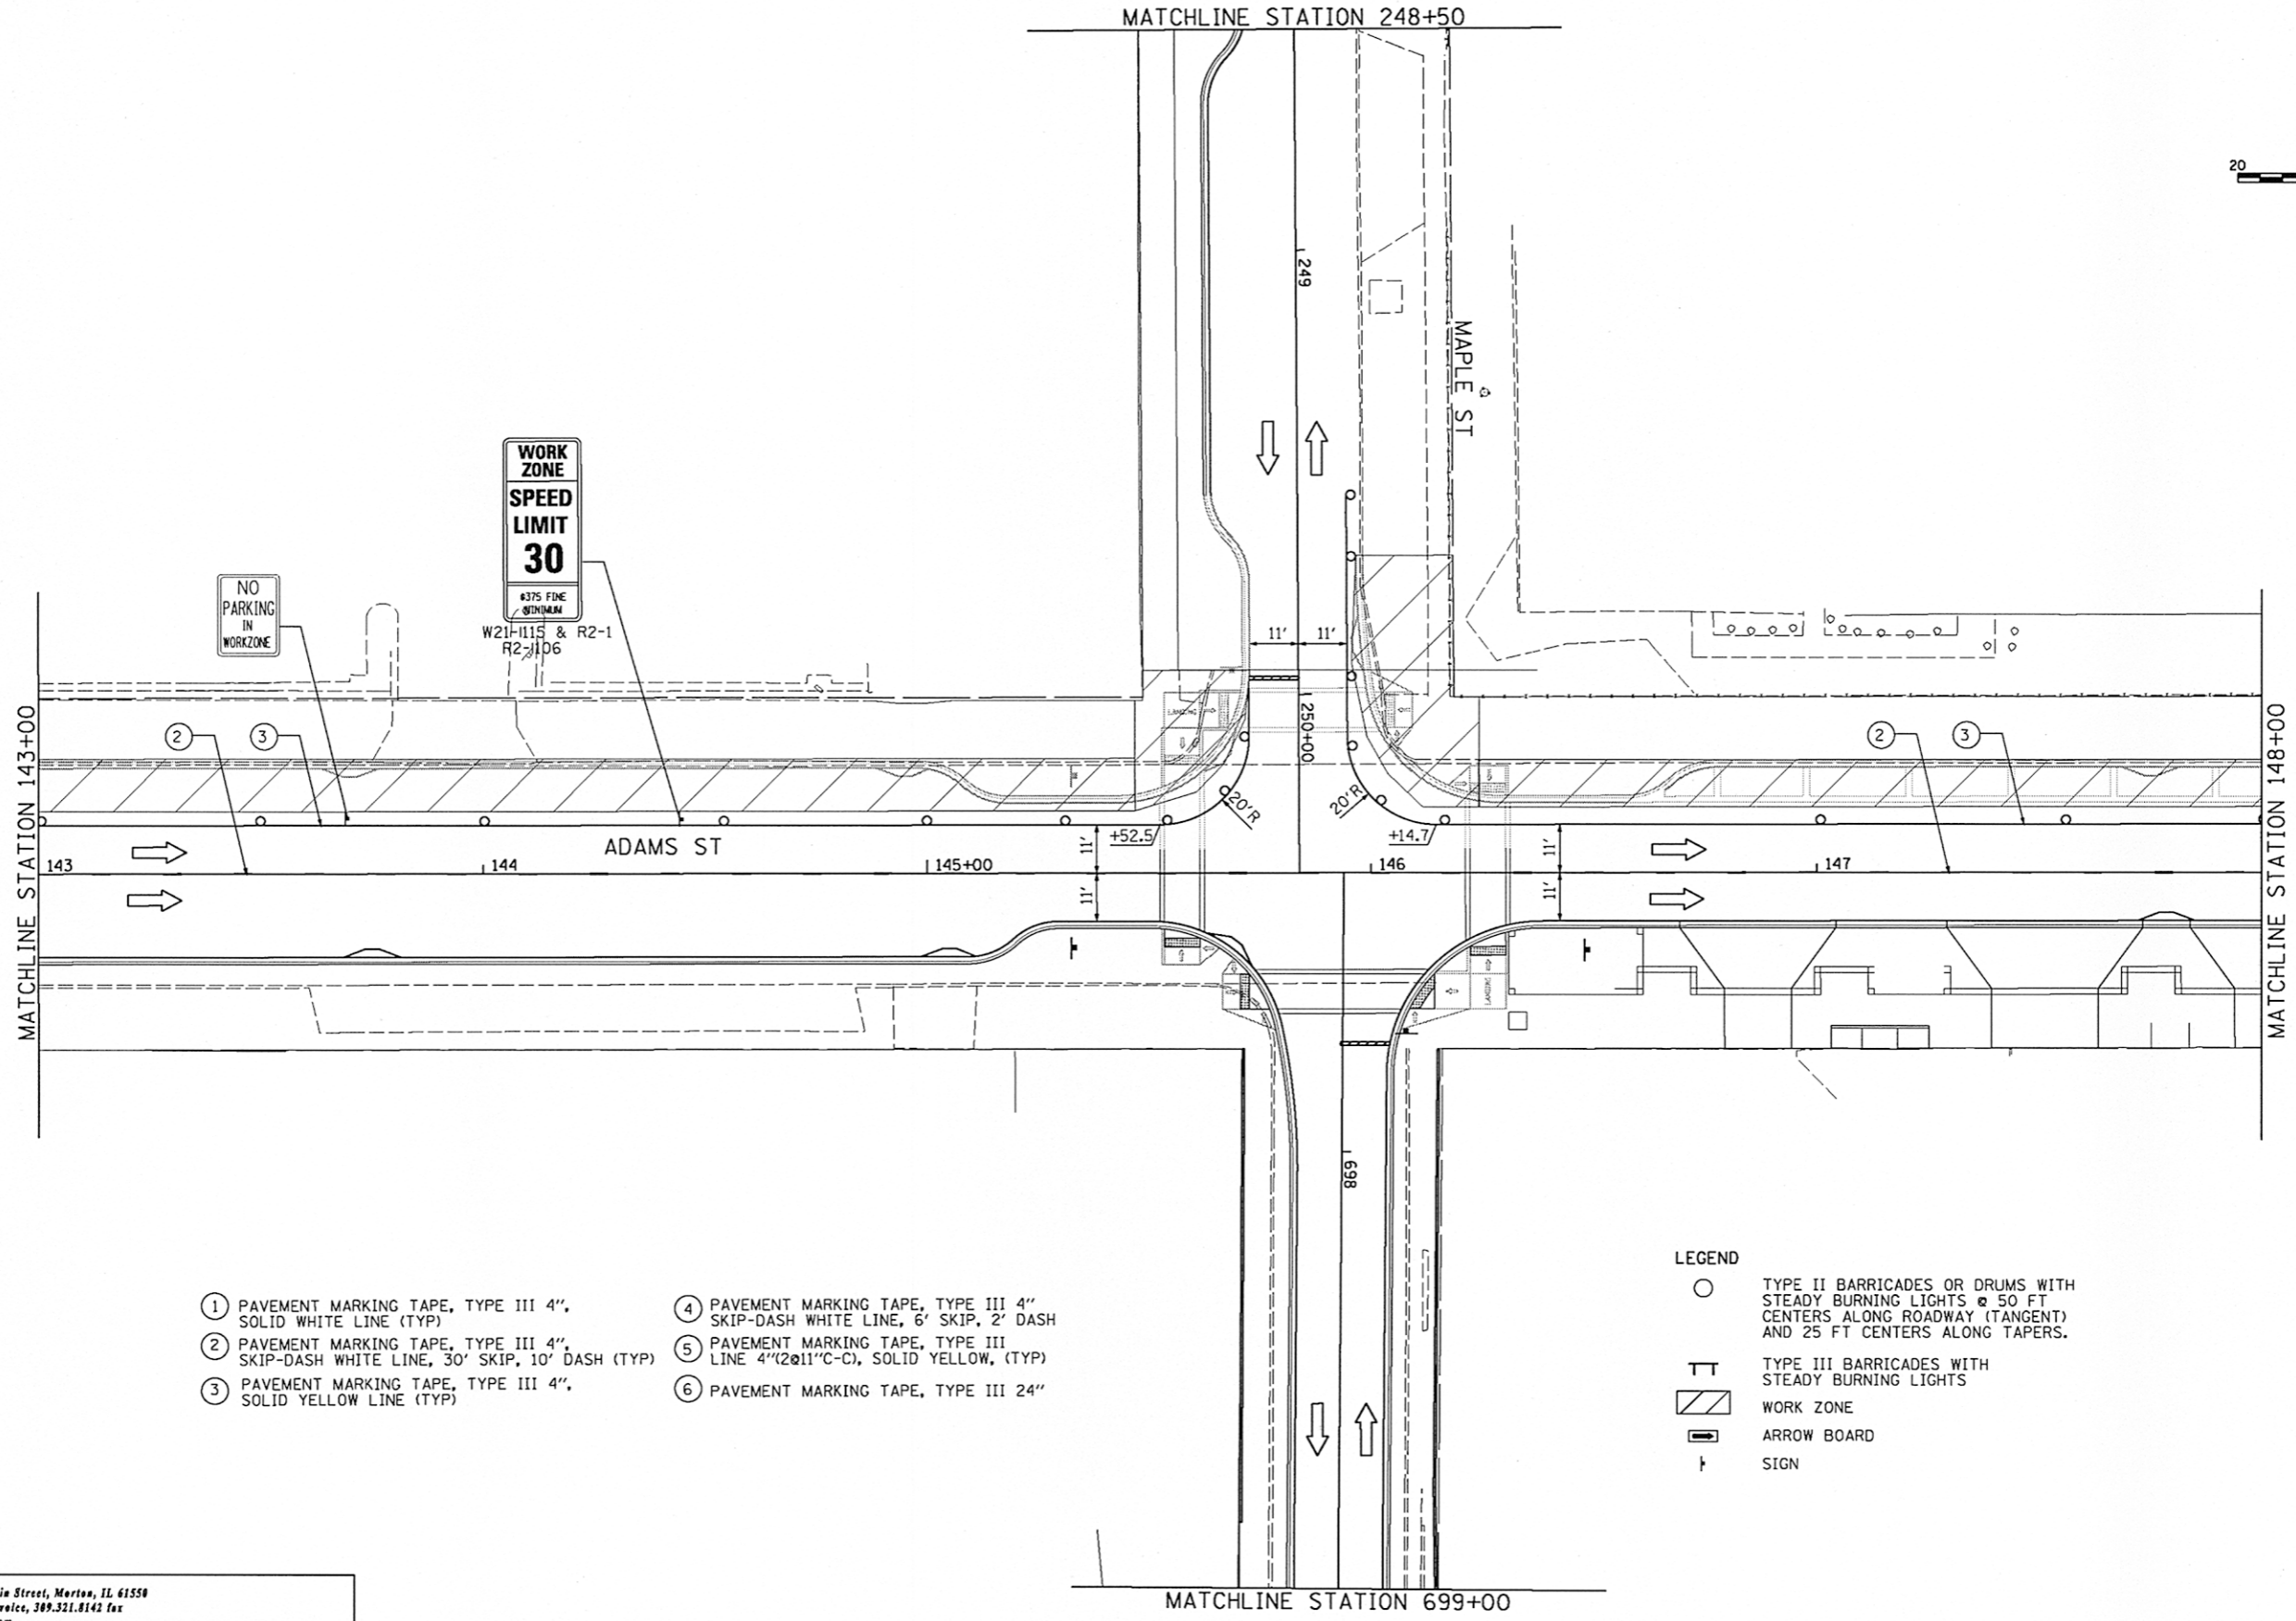 MATCHLINE STATION 248+50
20
249
MAPLE ST
WORK
ZONE
SPEED
LIMIT
30
$375 FINE
MINIMUM
W21-I115 & R2-1
R2-I106
NO
PARKING
IN
WORKZONE
11' 11'
MATCHLINE STATION 143+00
2 3
LANDING
250+00
2 3
MATCHLINE STATION 148+00
20'R
20'R
+52.5
+14.7
ADAMS ST
11'
11'
143 144 145+00 146 147
11'
11'
LANDING
698
LEGEND
TYPE II BARRICADES OR DRUMS WITH
STEADY BURNING LIGHTS @ 50 FT
CENTERS ALONG ROADWAY (TANGENT)
AND 25 FT CENTERS ALONG TAPERS.
TYPE III BARRICADES WITH
STEADY BURNING LIGHTS
WORK ZONE
ARROW BOARD
SIGN
1 PAVEMENT MARKING TAPE, TYPE III 4",
SOLID WHITE LINE (TYP)
2 PAVEMENT MARKING TAPE, TYPE III 4",
SKIP-DASH WHITE LINE, 30' SKIP, 10' DASH (TYP)
3 PAVEMENT MARKING TAPE, TYPE III 4",
SOLID YELLOW LINE (TYP)
4 PAVEMENT MARKING TAPE, TYPE III 4"
SKIP-DASH WHITE LINE, 6' SKIP, 2' DASH
5 PAVEMENT MARKING TAPE, TYPE III
LINE 4"(2@11"C-C), SOLID YELLOW, (TYP)
6 PAVEMENT MARKING TAPE, TYPE III 24"
MATCHLINE STATION 699+00
Street, Morton, IL 61550
309.321.8142 fax